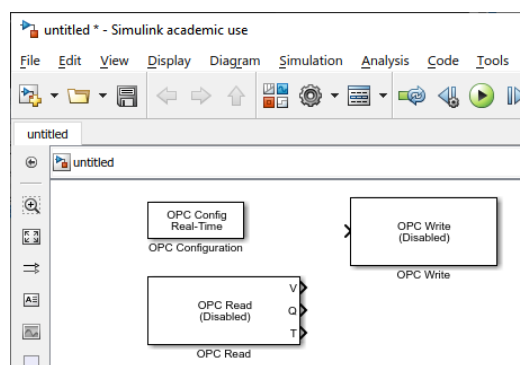 untitled * - Simulink academic use
File Edit View Display Diagram Simulation Analysis Code Tools
untitled
untitled
OPC Config
Real-Time
OPC Configuration
OPC Write
(Disabled)
OPC Write
OPC Read
(Disabled)
V
Q
T
OPC Read